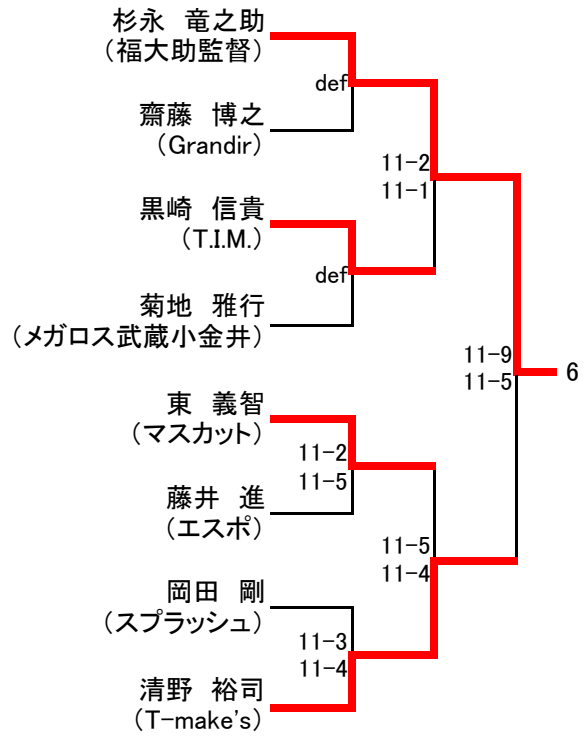 杉永 竜之助
（福大助監督）
def
齋藤 博之
（Grandir）
11-2
11-1
黒崎 信貴
（T.I.M.）
def
菊地 雅行
（メガロス武蔵小金井）
11-9
11-5
6
東 義智
（マスカット）
11-2
11-5
藤井 進
（エスポ）
11-5
11-4
岡田 剛
（スプラッシュ）
11-3
11-4
清野 裕司
（T-make's）